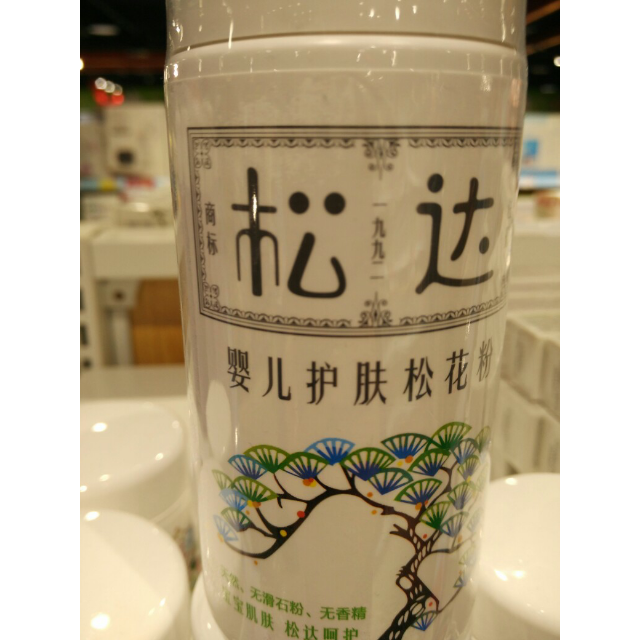 商标
松达
一九九二
婴儿护肤松花粉
无滑石粉、无香精
宝肌肤 松达呵护